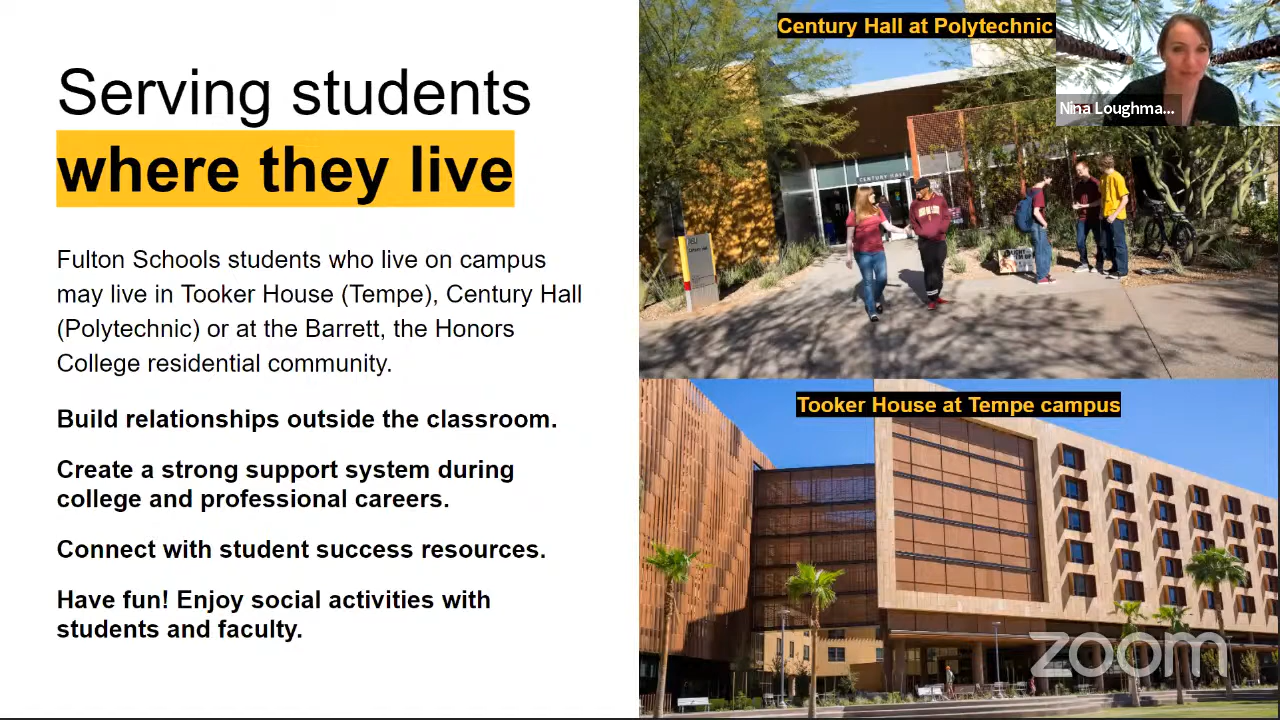 Serving students
where they live
Fulton Schools students who live on campus
may live in Tooker House (Tempe), Century Hall
(Polytechnic) or at the Barrett, the Honors
College residential community.
Build relationships outside the classroom.
Create a strong support system during
college and professional careers.
Connect with student success resources.
Have fun! Enjoy social activities with
students and faculty.
Century Hall at Polytechnic
Nina Loughma...
CENTURY HALL
Tooker House at Tempe campus
zoom